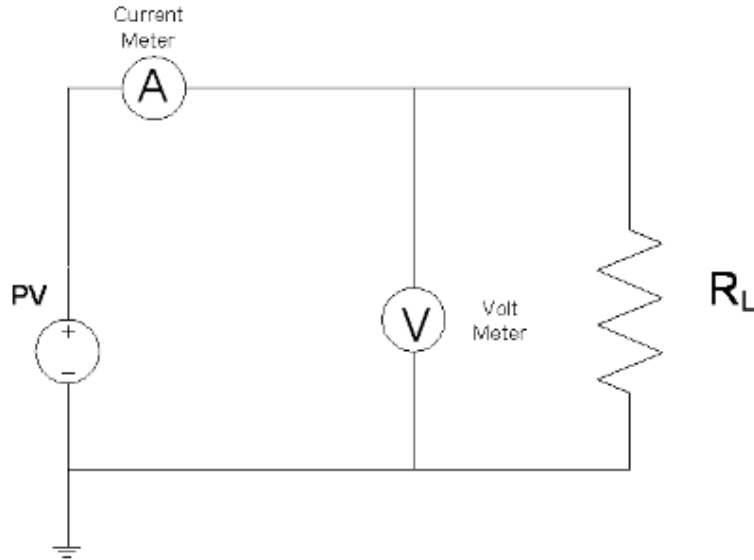 Current
Meter
A
PV
+
−
V
Volt
Meter
RL